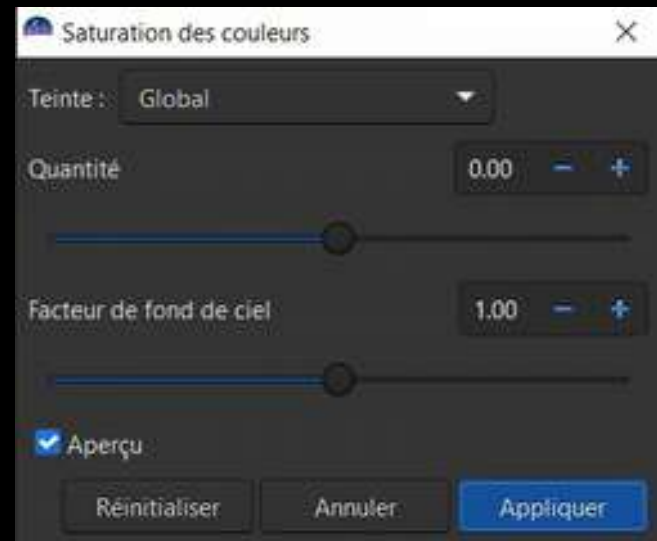 Saturation des couleurs
Teinte : Global
Quantité 0.00
Facteur de fond de ciel 1.00
Aperçu
Réinitialiser Annuler Appliquer